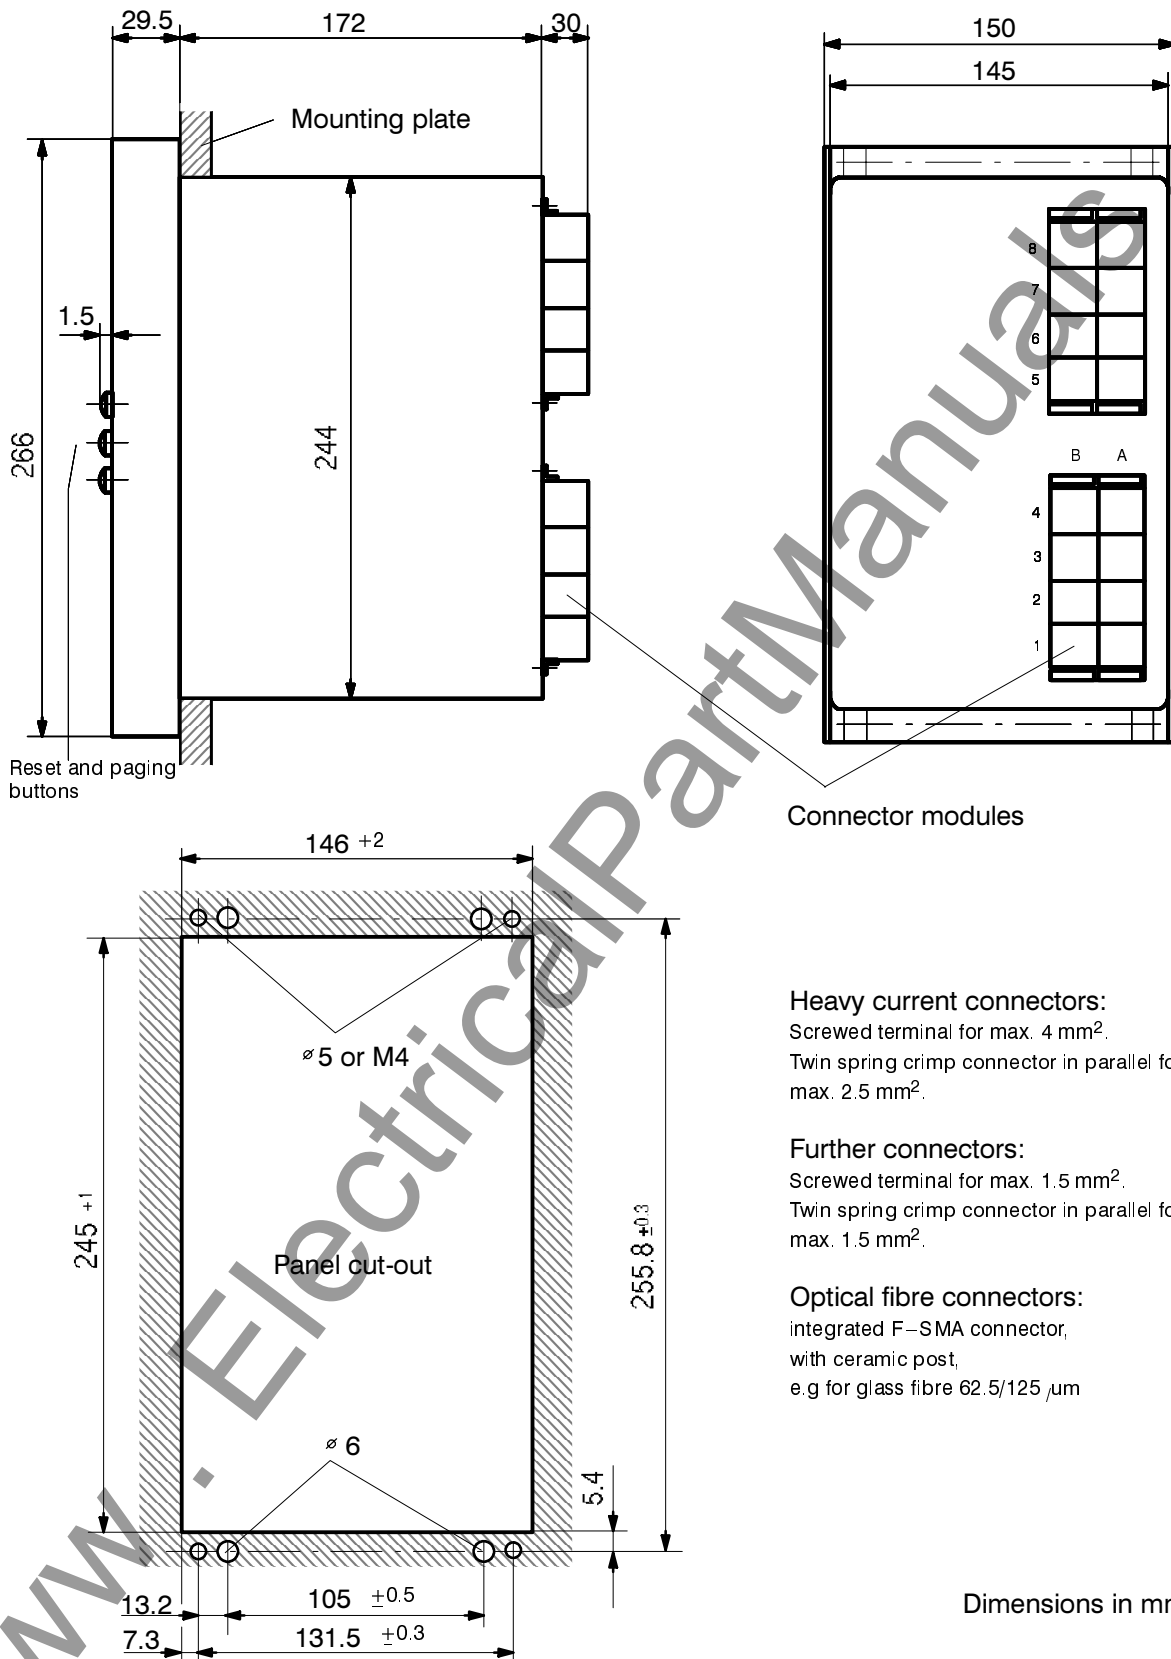 29.5
172
30
150
145
Mounting plate
1.5
266
244
8
7
6
5
B A
4
3
2
1
Reset and paging
buttons
Connector modules
146 +2
⌀5 or M4
245 +1
255.8 ±0.3
Panel cut-out
⌀ 6
5.4
13.2
105 ±0.5
7.3
131.5 ±0.3
Heavy current connectors:
Screwed terminal for max. 4 mm².
Twin spring crimp connector in parallel fo
max. 2.5 mm².
Further connectors:
Screwed terminal for max. 1.5 mm².
Twin spring crimp connector in parallel fo
max. 1.5 mm².
Optical fibre connectors:
integrated F–SMA connector,
with ceramic post,
e.g for glass fibre 62.5/125 /um
Dimensions in mm
ww . ElectricalPartManuals